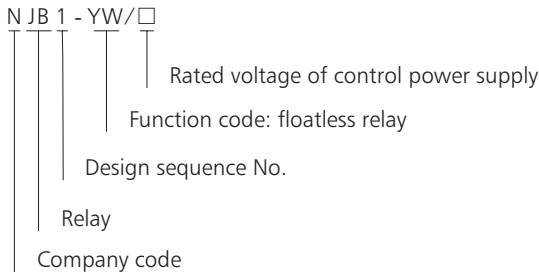 N JB 1 - YW/□
Rated voltage of control power supply
Function code: floatless relay
Design sequence No.
Relay
Company code